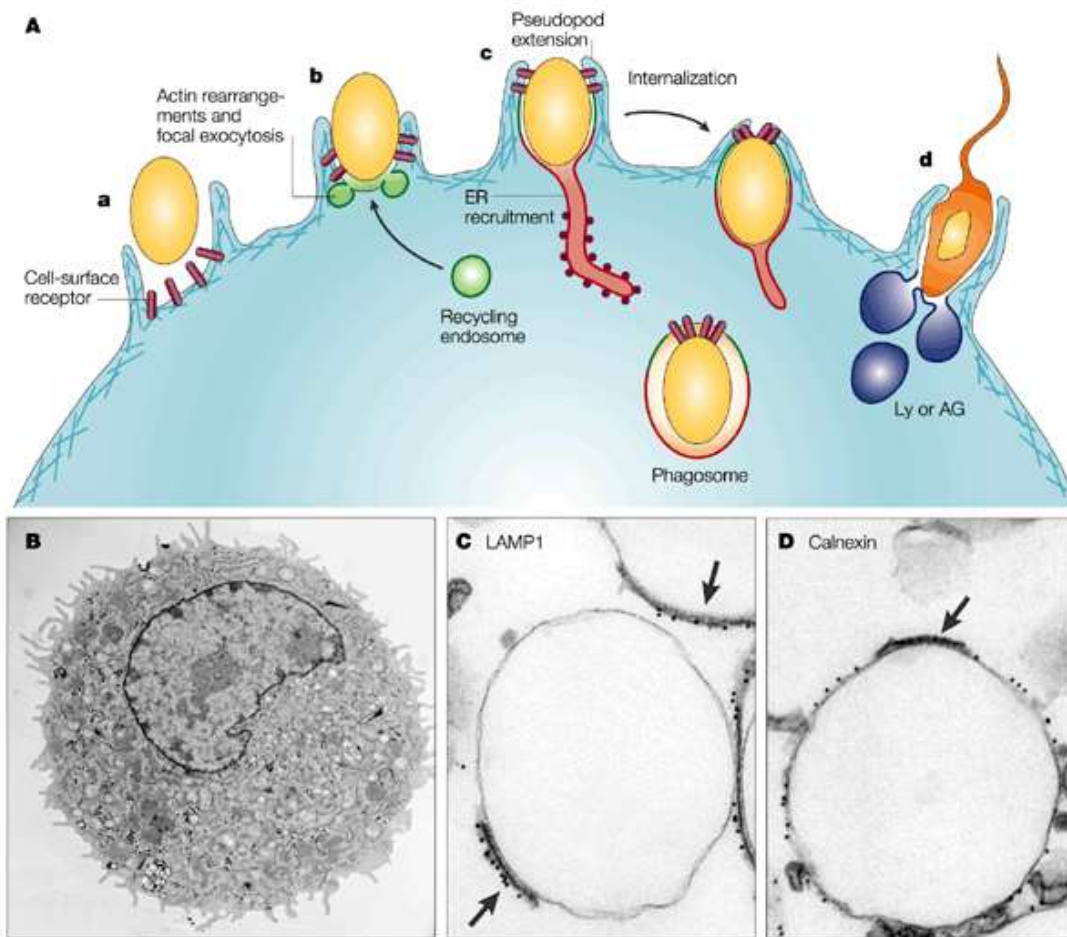 A
Pseudopod
extension
c
b
Internalization
Actin rearrange-
ments and
focal exocytosis
d
a
ER
recruitment
Cell-surface
receptor
Recycling
endosome
Ly or AG
Phagosome
B
C LAMP1
D Calnexin